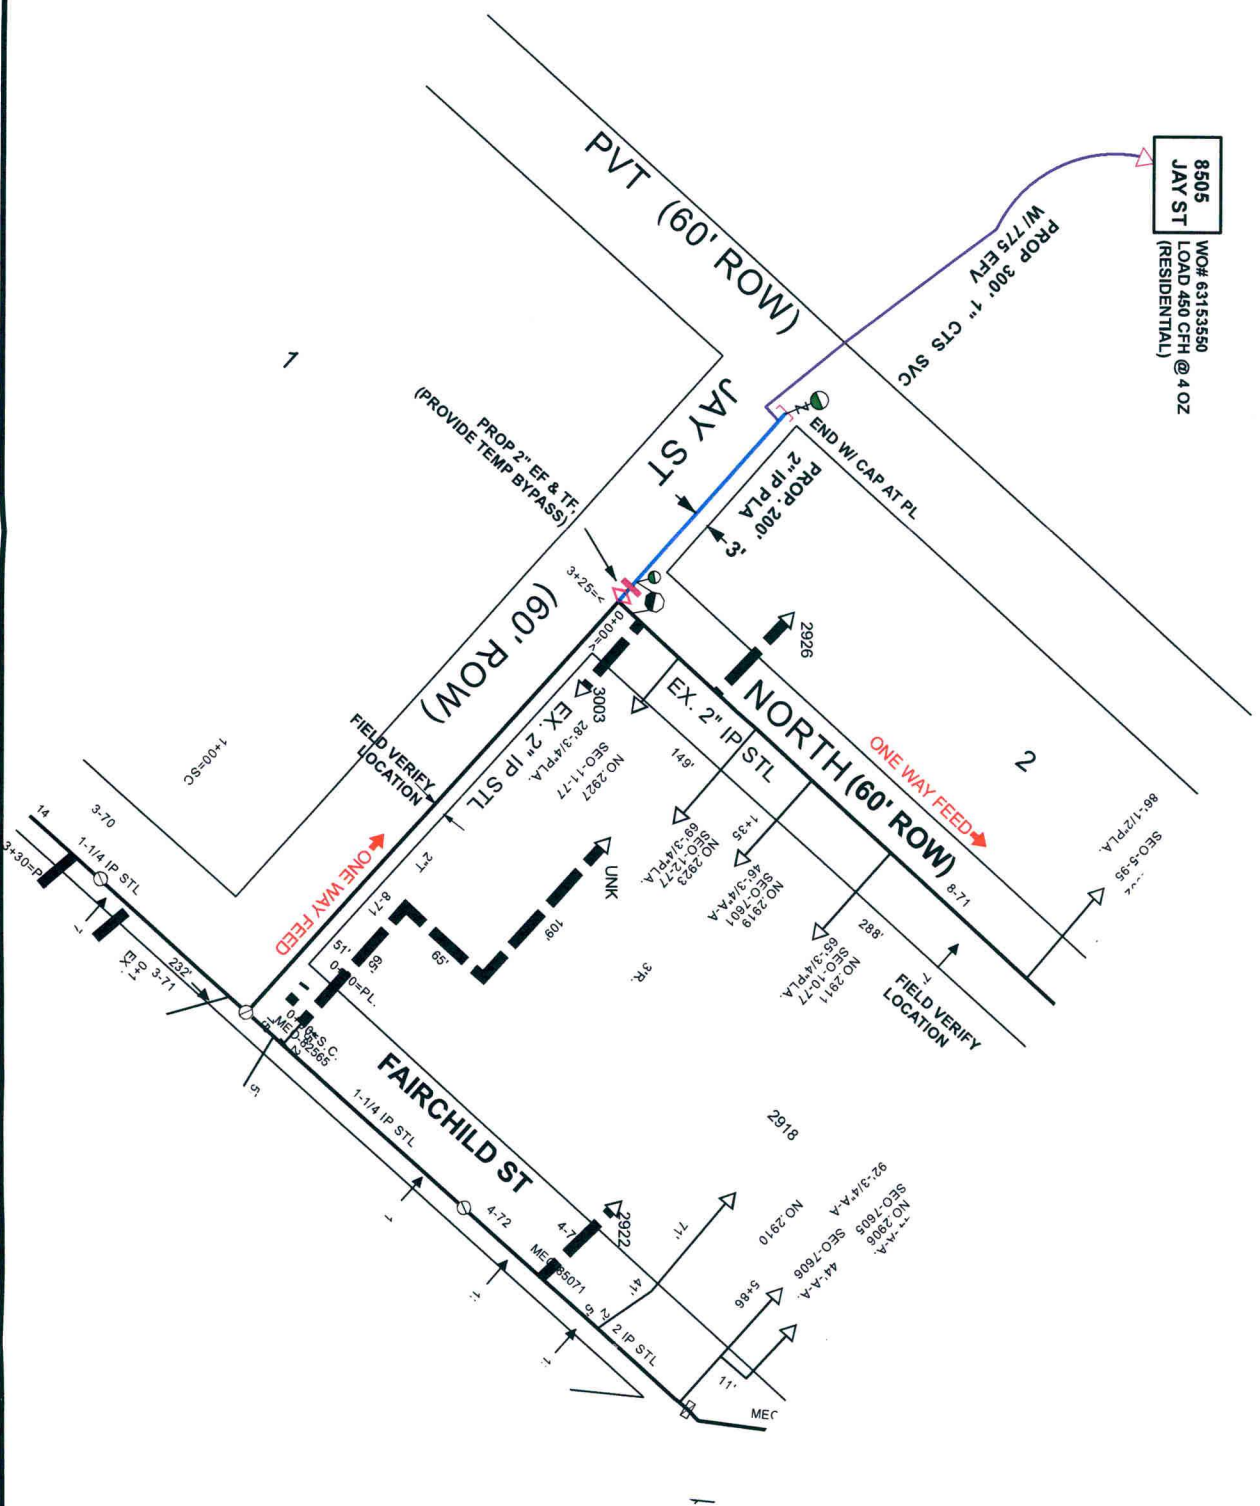 8505
JAY ST
WO# 63153550
LOAD 450 CFH @ 4 OZ
(RESIDENTIAL)
PROP 300' 1" CTS SVC
W/ 775 EFV
PVT (60' ROW)
JAY ST
(60' ROW)
END W/ CAP AT PL
PROP. 200'
2" IP PLA
3'
1
2
PROP 2" EF & TF,
(PROVIDE TEMP BYPASS)
3+25=<
0+00=<
2926
3003
NORTH (60' ROW)
ONE WAY FEED
EX. 2" IP STL
EX. 2" IP STL
149'
1+35
288'
8-71
NO.2927
SEO-11-77
28'-3/4"PLA.
NO.2923
SEO-12-77
69'-3/4"PLA.
NO.2919
SEO-7601
46'-3/4"A-A
NO.2911
SEO-10-77
65'-3/4"PLA.
SEO-5-95
86'-1/2"PLA.
FIELD VERIFY
LOCATION
FIELD VERIFY
LOCATION
1+00=SC
3-70
14
1-1/4 IP STL
3+30=P
ONE WAY FEED
2"T
8-71
UNK
109'
65'
65'
51'
3'R.
0+00=PL.
232'
3-71
MEO-82565
5'
FAIRCHILD ST
1-1/4 IP STL
4-72
4-7
2922
2918
NO.2910
71'
41'
2 IP STL
5+86
11'
NO.2906
SEO-7605
92'-3/4"A-A
SEO-7606
44'-A-A.